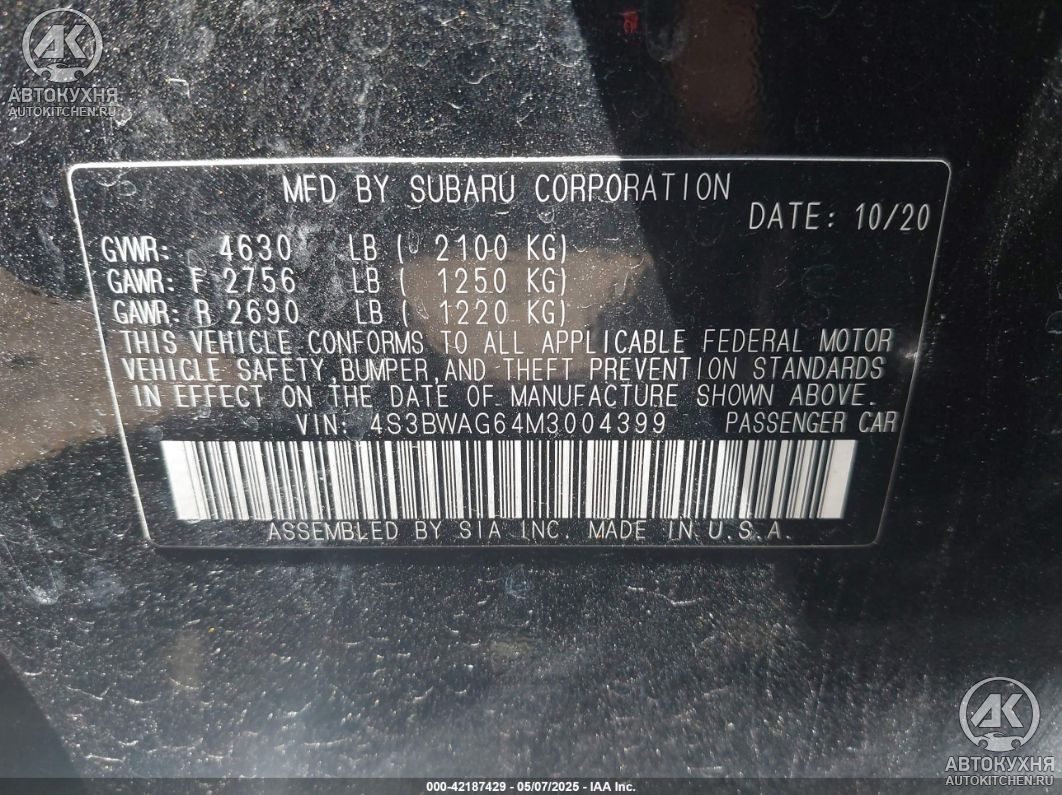 AK
АВТОКУХНЯ
AUTOKITCHEN.RU
MFD BY SUBARU CORPORATION
DATE: 10/20
GVWR: 4630 LB ( 2100 KG)
GAWR: F 2756 LB ( 1250 KG)
GAWR: R 2690 LB ( 1220 KG)
THIS VEHICLE CONFORMS TO ALL APPLICABLE FEDERAL MOTOR
VEHICLE SAFETY, BUMPER, AND THEFT PREVENTION STANDARDS
IN EFFECT ON THE DATE OF MANUFACTURE SHOWN ABOVE.
VIN: 4S3BWAG64M3004399 PASSENGER CAR
ASSEMBLED BY SIA INC. MADE IN U.S.A.
AK
АВТОКУХНЯ
AUTOKITCHEN.RU
000-42187429 - 05/07/2025 - IAA Inc.